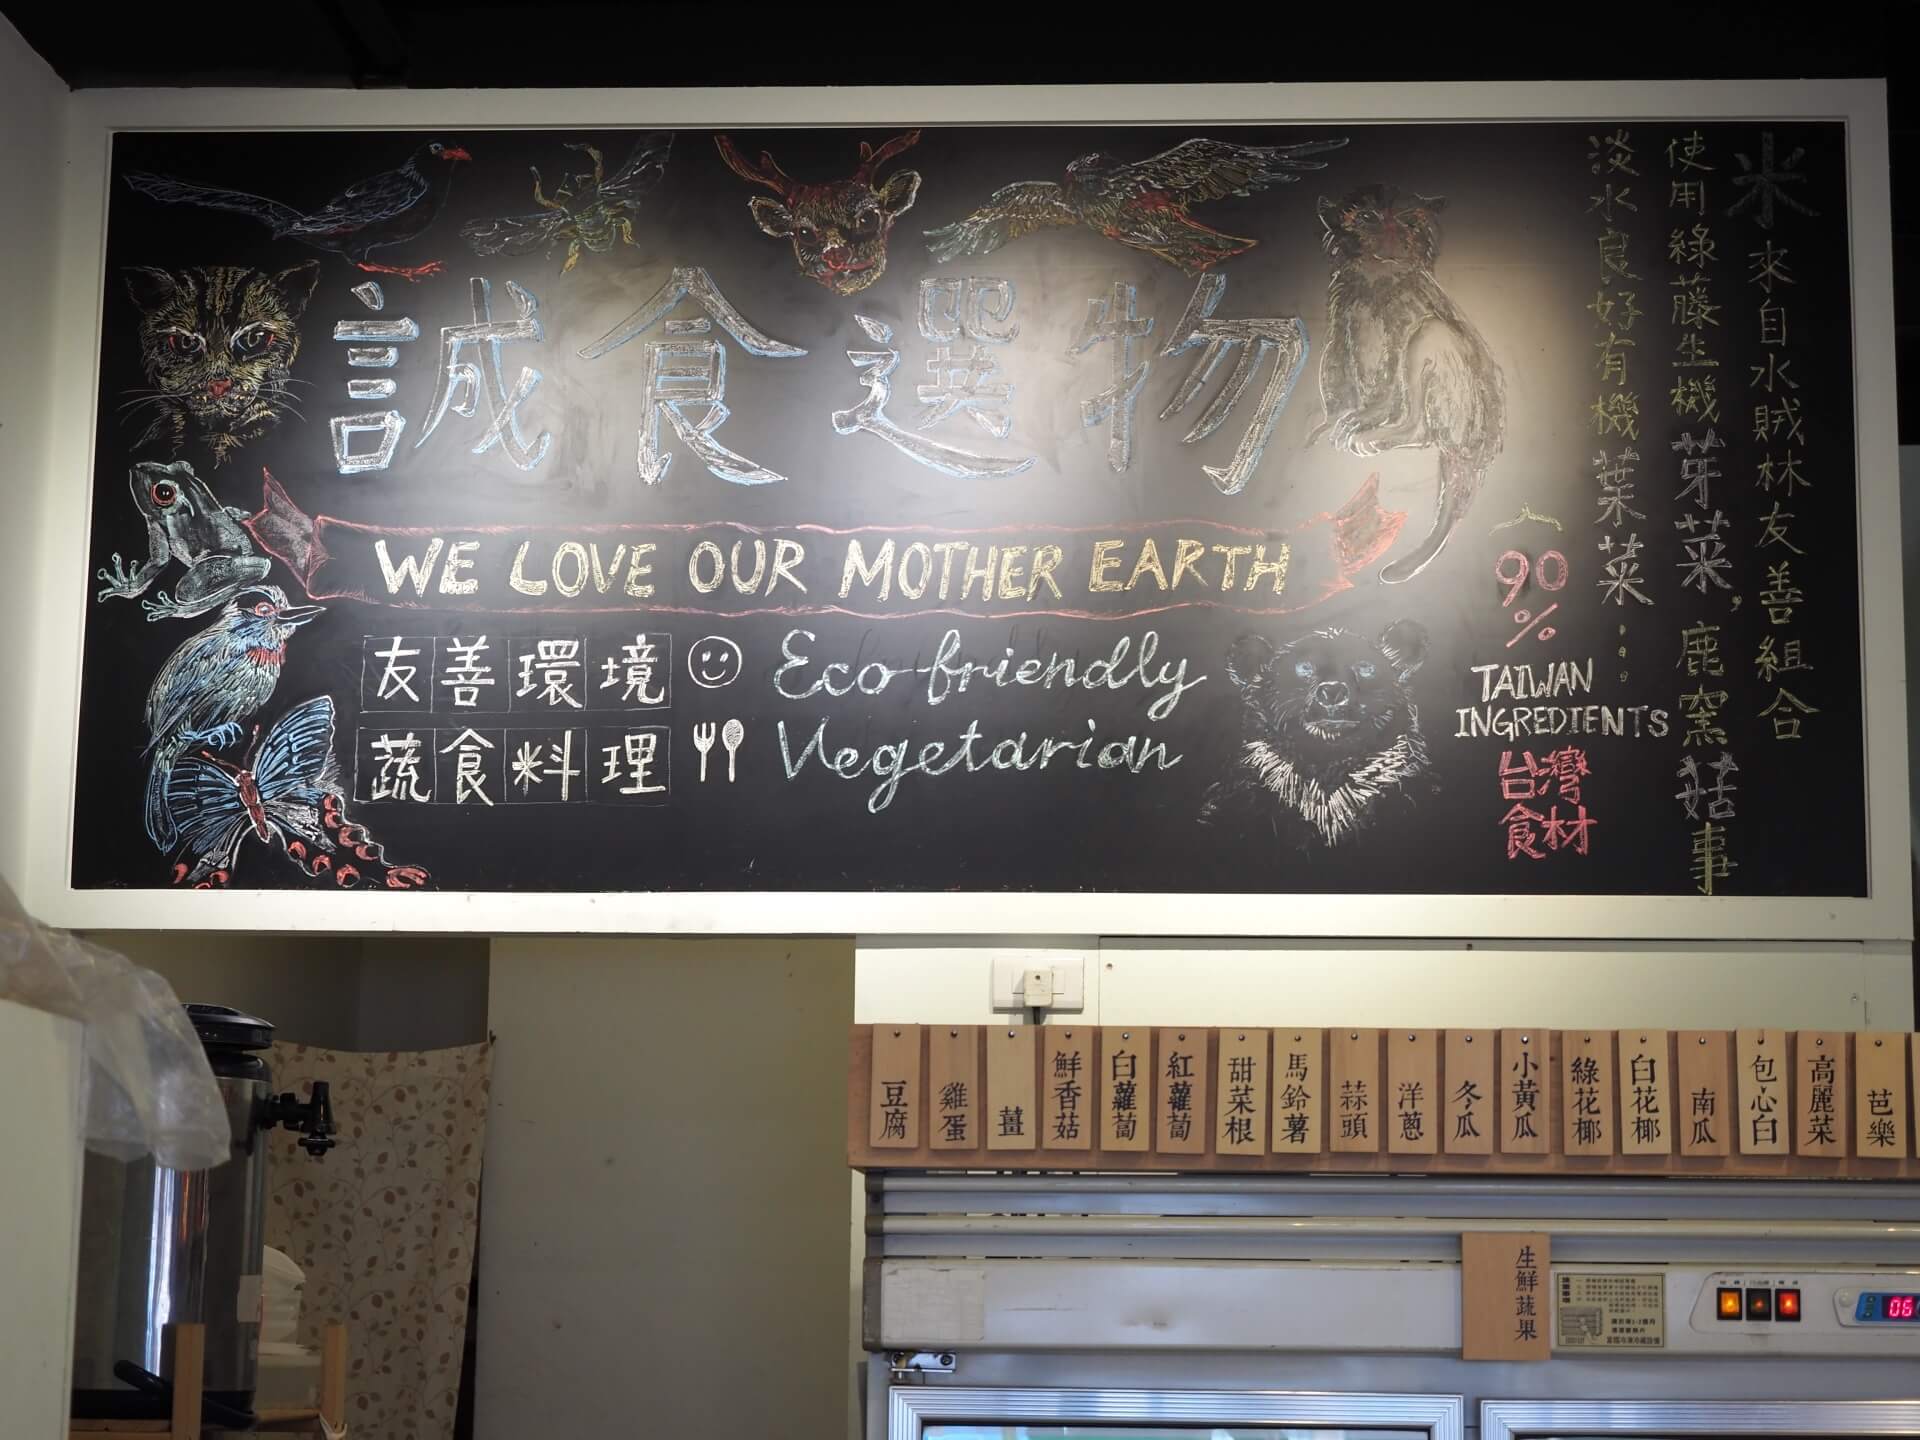 誠食選物
WE LOVE OUR MOTHER EARTH
友善環境 Eco-friendly
蔬食料理 Vegetarian
90
%
TAIWAN
INGREDIENTS
台灣
食材
米來自水賊林友善組合
使用綠藤生機芽菜,鹿窯菇事
淡水良好有機葉菜......
豆腐
雞蛋
薑
鮮香菇
白蘿蔔
紅蘿蔔
甜菜根
馬鈴薯
蒜頭
洋蔥
冬瓜
小黃瓜
綠花椰
白花椰
南瓜
包心白
高麗菜
芭樂
生鮮蔬果
06